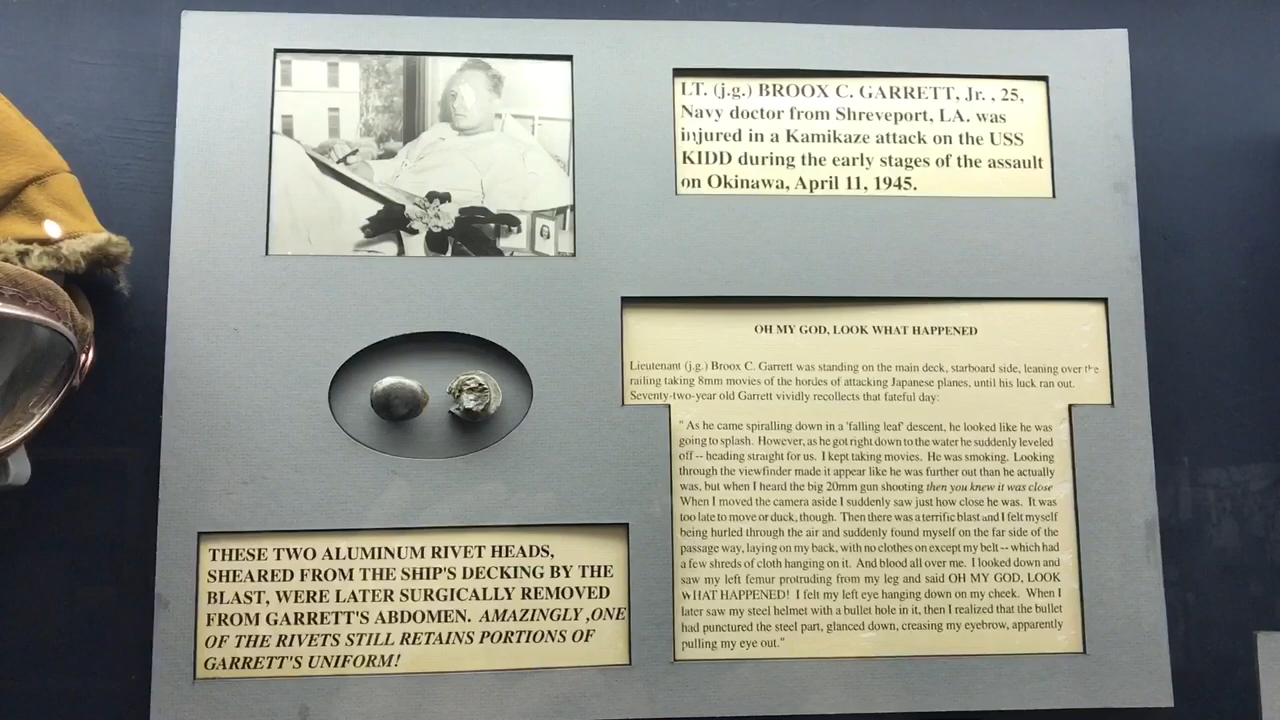 LT. (j.g.) BROOX C. GARRETT, Jr. , 25,
Navy doctor from Shreveport, LA. was
injured in a Kamikaze attack on the USS
KIDD during the early stages of the assault
on Okinawa, April 11, 1945.
OH MY GOD, LOOK WHAT HAPPENED
Lieutenant (j.g.) Broox C. Garrett was standing on the main deck, starboard side, leaning over the
railing taking 8mm movies of the hordes of attacking Japanese planes, until his luck ran out.
Seventy-two-year old Garrett vividly recollects that fateful day:
" As he came spiralling down in a 'falling leaf' descent, he looked like he was
going to splash. However, as he got right down to the water he suddenly leveled
off -- heading straight for us. I kept taking movies. He was smoking. Looking
through the viewfinder made it appear like he was further out than he actually
was, but when I heard the big 20mm gun shooting then you knew it was close
When I moved the camera aside I suddenly saw just how close he was. It was
too late to move or duck, though. Then there was a terrific blast and I felt myself
being hurled through the air and suddenly found myself on the far side of the
passage way, laying on my back, with no clothes on except my belt -- which had
a few shreds of cloth hanging on it. And blood all over me. I looked down and
saw my left femur protruding from my leg and said OH MY GOD, LOOK
WHAT HAPPENED! I felt my left eye hanging down on my cheek. When I
later saw my steel helmet with a bullet hole in it, then I realized that the bullet
had punctured the steel part, glanced down, creasing my eyebrow, apparently
pulling my eye out."
THESE TWO ALUMINUM RIVET HEADS,
SHEARED FROM THE SHIP'S DECKING BY THE
BLAST, WERE LATER SURGICALLY REMOVED
FROM GARRETT'S ABDOMEN. AMAZINGLY ,ONE
OF THE RIVETS STILL RETAINS PORTIONS OF
GARRETT'S UNIFORM!